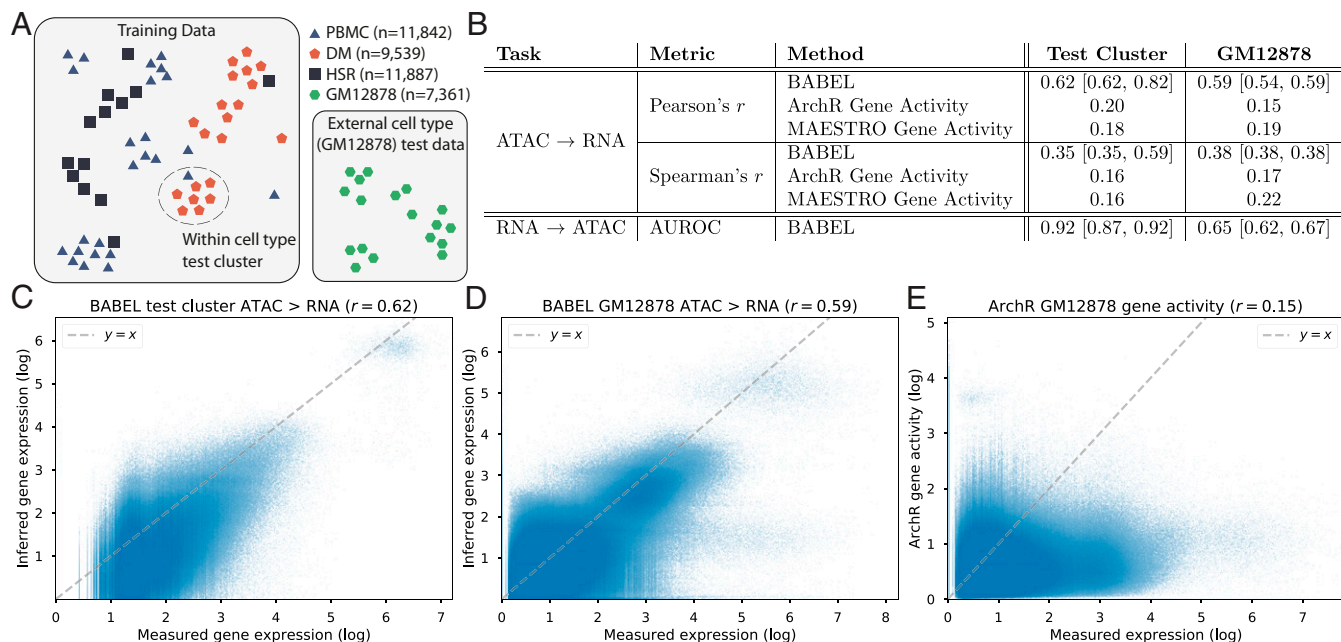 A
Training Data
PBMC (n=11,842)
DM (n=9,539)
HSR (n=11,887)
GM12878 (n=7,361)
External cell type
(GM12878) test data
Within cell type
test cluster
B
Task Metric Method Test Cluster GM12878
ATAC → RNA Pearson's r BABEL 0.62 [0.62, 0.82] 0.59 [0.54, 0.59]
ArchR Gene Activity 0.20 0.15
MAESTRO Gene Activity 0.18 0.19
Spearman's r BABEL 0.35 [0.35, 0.59] 0.38 [0.38, 0.38]
ArchR Gene Activity 0.16 0.17
MAESTRO Gene Activity 0.16 0.22
RNA → ATAC AUROC BABEL 0.92 [0.87, 0.92] 0.65 [0.62, 0.67]
C
BABEL test cluster ATAC > RNA (r = 0.62)
y = x
Inferred gene expression (log)
6
5
4
3
2
1
0 1 2 3 4 5 6 7
Measured gene expression (log)
D
BABEL GM12878 ATAC > RNA (r = 0.59)
y = x
Inferred gene expression (log)
6
5
4
3
2
1
0 1 2 3 4 5 6 7 8
Measured expression (log)
E
ArchR GM12878 gene activity (r = 0.15)
y = x
ArchR gene activity (log)
5
4
3
2
1
0
0 1 2 3 4 5 6 7 8
Measured expression (log)